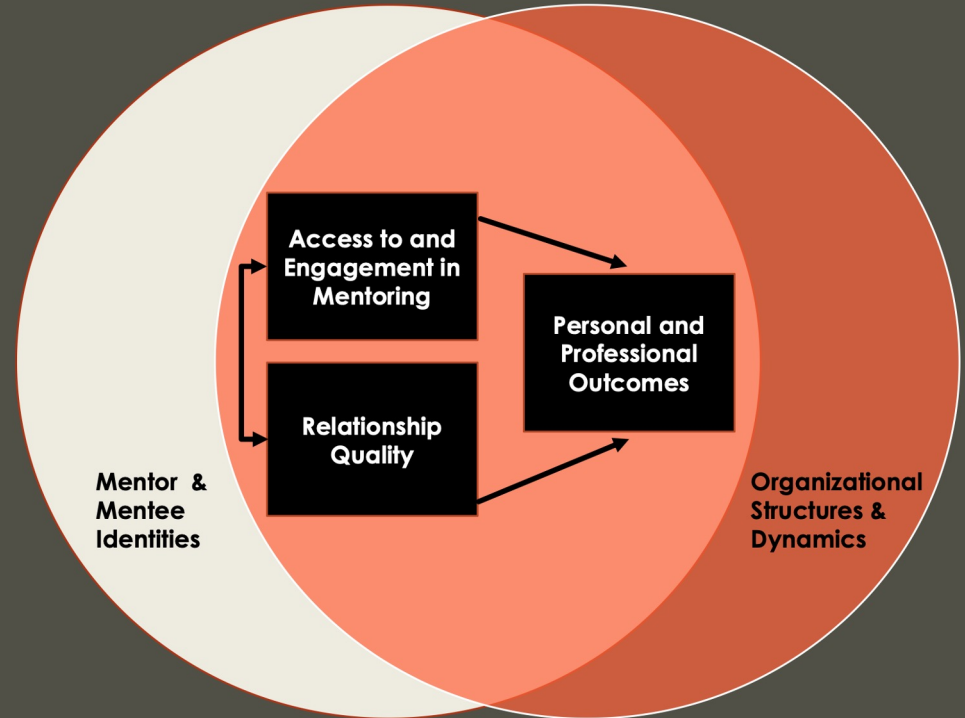 Access to and
Engagement in
Mentoring
Personal and
Professional
Outcomes
Relationship
Quality
Mentor &
Mentee
Identities
Organizational
Structures &
Dynamics